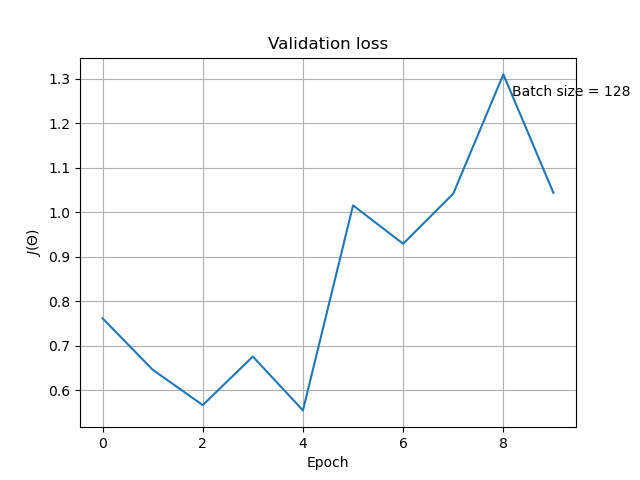 Validation loss
1.3
Batch size = 128
1.2
1.1
1.0
J(Θ)
0.9
0.8
0.7
0.6
0 2 4 6 8
Epoch